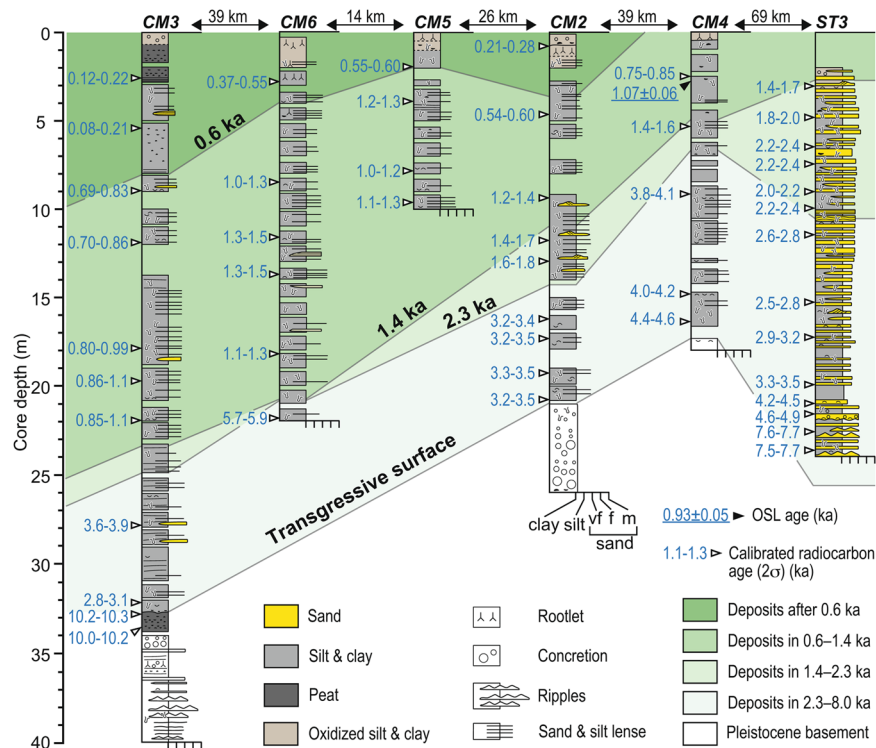 CM3 39 km CM6 14 km CM5 26 km CM2 39 km CM4 69 km ST3
Core depth (m)
0
5
10
15
20
25
30
35
40
0.12-0.22
0.08-0.21
0.69-0.83
0.70-0.86
0.80-0.99
0.86-1.1
0.85-1.1
3.6-3.9
2.8-3.1
10.2-10.3
10.0-10.2
0.37-0.55
1.0-1.3
1.3-1.5
1.3-1.5
1.1-1.3
5.7-5.9
0.55-0.60
1.2-1.3
1.0-1.2
1.1-1.3
0.21-0.28
0.54-0.60
1.2-1.4
1.4-1.7
1.6-1.8
3.2-3.4
3.2-3.5
3.3-3.5
3.2-3.5
0.75-0.85
1.07±0.06
1.4-1.6
3.8-4.1
4.0-4.2
4.4-4.6
1.4-1.7
1.8-2.0
2.2-2.4
2.2-2.4
2.0-2.2
2.2-2.4
2.6-2.8
2.5-2.8
2.9-3.2
3.3-3.5
4.2-4.5
4.6-4.9
7.6-7.7
7.5-7.7
0.6 ka
1.4 ka
2.3 ka
Transgressive surface
clay silt vf f m
sand
0.93±0.05 OSL age (ka)
1.1-1.3 Calibrated radiocarbon
age (2σ) (ka)
Sand
Silt & clay
Peat
Oxidized silt & clay
Rootlet
Concretion
Ripples
Sand & silt lense
Deposits after 0.6 ka
Deposits in 0.6–1.4 ka
Deposits in 1.4–2.3 ka
Deposits in 2.3–8.0 ka
Pleistocene basement